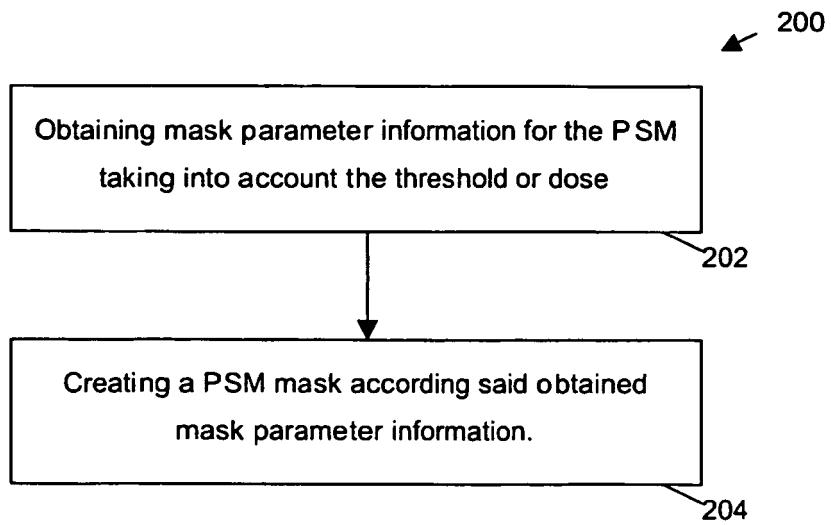 200
Obtaining mask parameter information for the PSM
taking into account the threshold or dose
202
Creating a PSM mask according said obtained
mask parameter information.
204